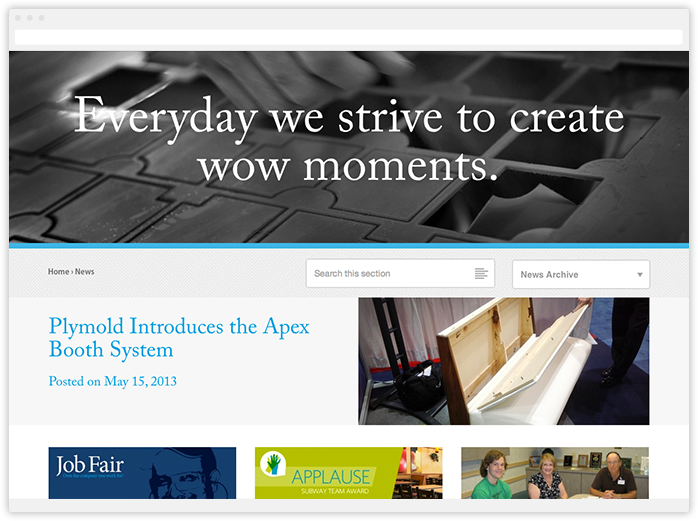 Everyday we strive to create
wow moments.
Home › News
Search this section
News Archive
Plymold Introduces the Apex
Booth System
Posted on May 15, 2013
Job Fair
APPLAUSE
SUBWAY TEAM AWARD